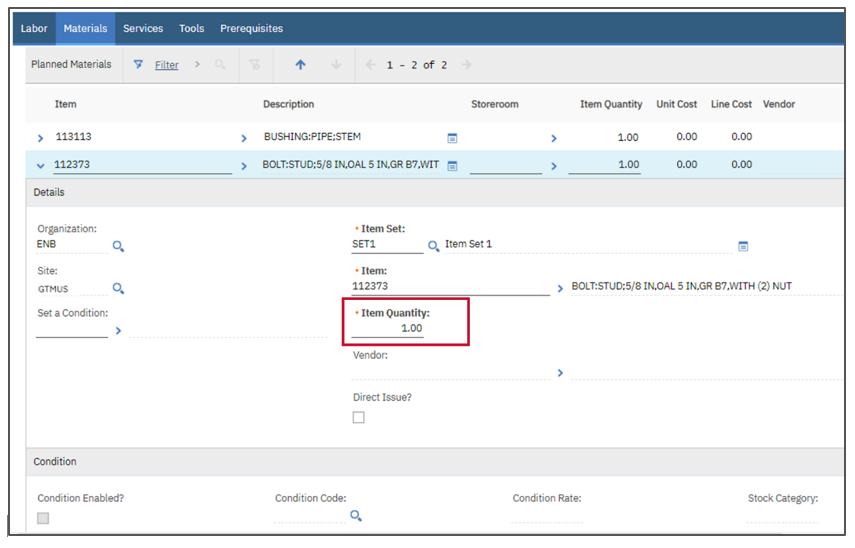 Labor Materials Services Tools Prerequisites
Planned Materials Filter 1 - 2 of 2
Item Description Storeroom Item Quantity Unit Cost Line Cost Vendor
113113 BUSHING:PIPE;STEM 1.00 0.00 0.00
112373 BOLT:STUD;5/8 IN,OAL 5 IN,GR B7,WIT 1.00 0.00 0.00
Details
Organization: * Item Set:
ENB SET1 Item Set 1
Site: * Item:
GTMUS 112373 BOLT:STUD;5/8 IN,OAL 5 IN,GR B7,WITH (2) NUT
Set a Condition: * Item Quantity:
1.00
Vendor:
Direct Issue?
Condition
Condition Enabled? Condition Code: Condition Rate: Stock Category: